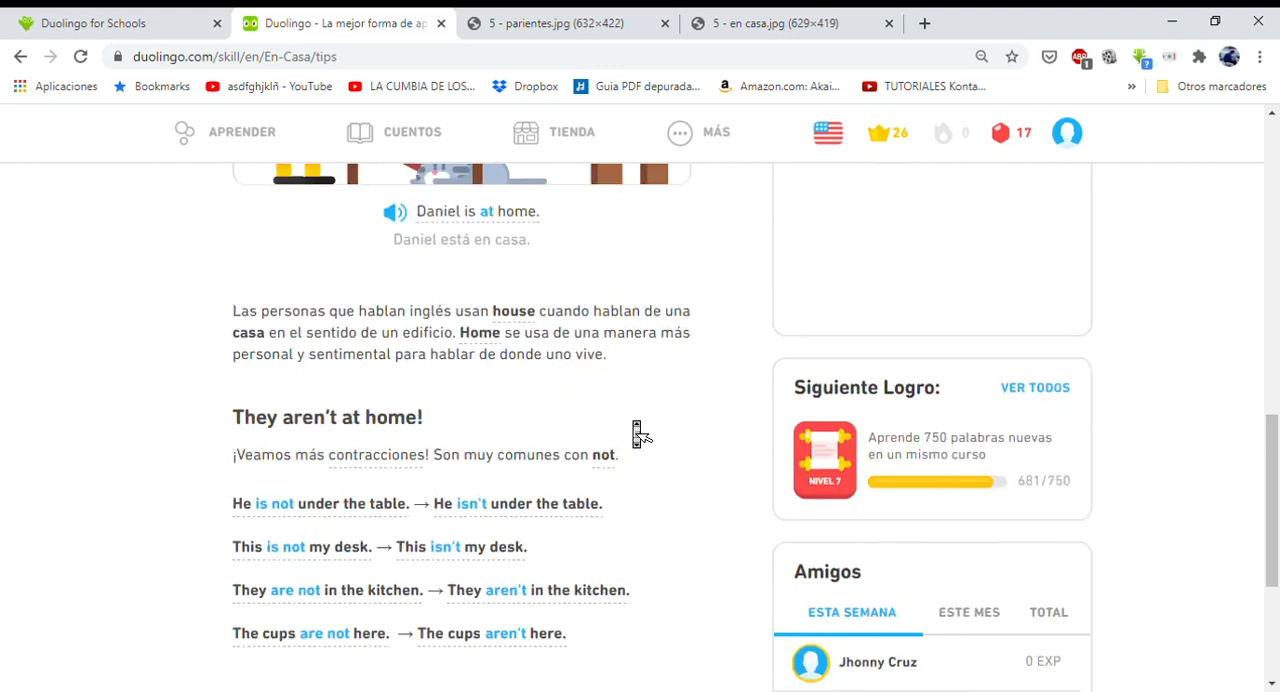 Duolingo for Schools
Duolingo - La mejor forma de ap
5 - parientes.jpg (632×422)
5 - en casa.jpg (629×419)
duolingo.com/skill/en/En-Casa/tips
Aplicaciones
Bookmarks
asdfghjklñ - YouTube
LA CUMBIA DE LOS...
Dropbox
Guia PDF depurada...
Amazon.com: Akai...
TUTORIALES Konta...
»
Otros marcadores
APRENDER
CUENTOS
TIENDA
MÁS
26
0
17
Daniel is at home.
Daniel está en casa.
Las personas que hablan inglés usan house cuando hablan de una
casa en el sentido de un edificio. Home se usa de una manera más
personal y sentimental para hablar de donde uno vive.
They aren't at home!
¡Veamos más contracciones! Son muy comunes con not.
He is not under the table. → He isn't under the table.
This is not my desk. → This isn't my desk.
They are not in the kitchen. → They aren't in the kitchen.
The cups are not here. → The cups aren't here.
Siguiente Logro:
VER TODOS
NIVEL 7
Aprende 750 palabras nuevas
en un mismo curso
681/750
Amigos
ESTA SEMANA
ESTE MES
TOTAL
Jhonny Cruz
0 EXP